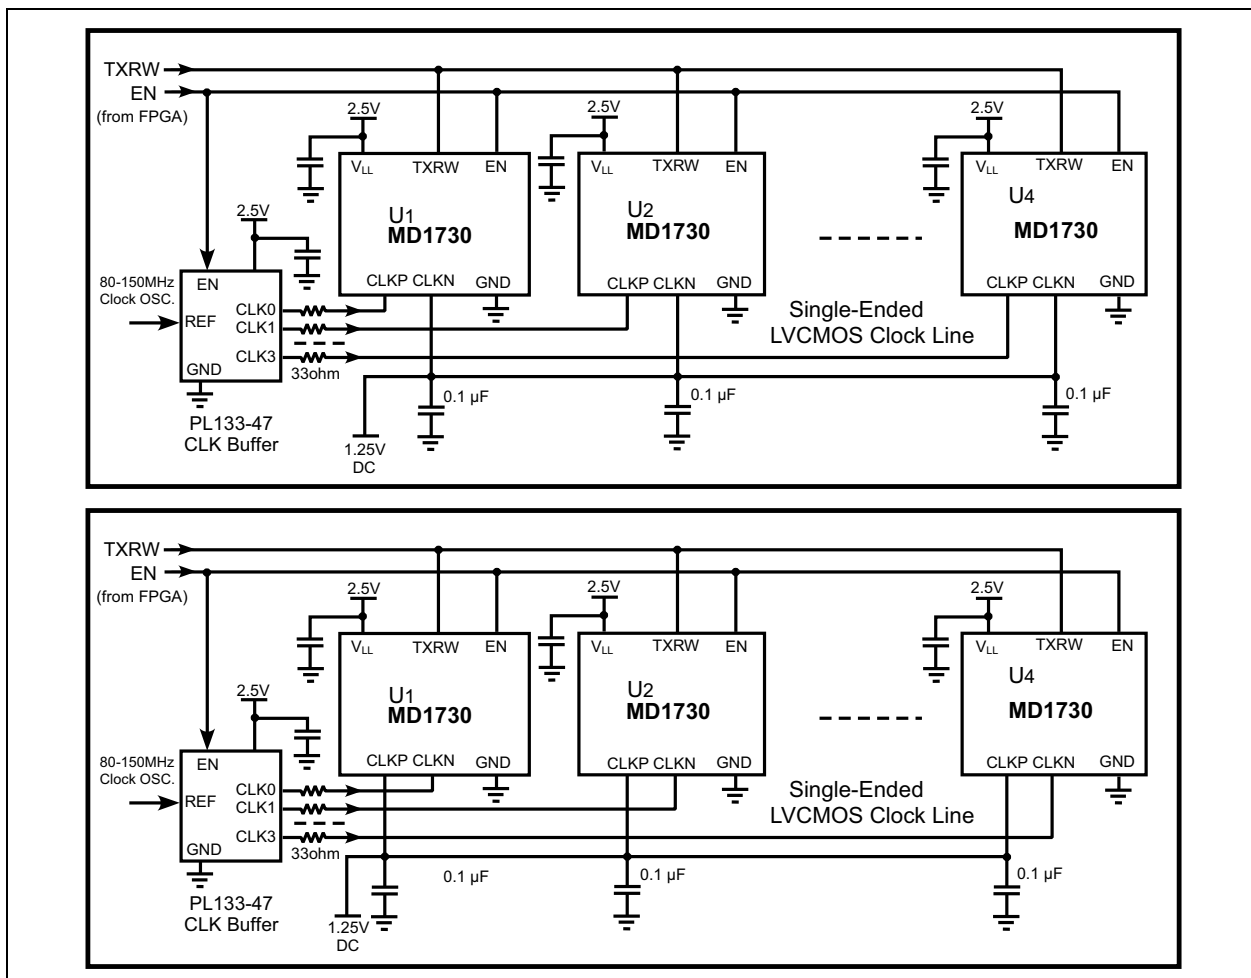 TXRW
EN
(from FPGA)
2.5V
2.5V
2.5V
VLL TXRW EN
VLL TXRW EN
VLL TXRW EN
U1
MD1730
U2
MD1730
U4
MD1730
2.5V
80-150MHz
Clock OSC.
EN
REF
CLK0
CLK1
CLK3
GND
33ohm
CLKP CLKN GND
CLKP CLKN GND
CLKP CLKN GND
Single-Ended
LVCMOS Clock Line
0.1 µF
0.1 µF
0.1 µF
PL133-47
CLK Buffer
1.25V
DC
TXRW
EN
(from FPGA)
2.5V
2.5V
2.5V
VLL TXRW EN
VLL TXRW EN
VLL TXRW EN
U1
MD1730
U2
MD1730
U4
MD1730
2.5V
80-150MHz
Clock OSC.
EN
REF
CLK0
CLK1
CLK3
GND
33ohm
CLKP CLKN GND
CLKP CLKN GND
CLKP CLKN GND
Single-Ended
LVCMOS Clock Line
0.1 µF
0.1 µF
0.1 µF
PL133-47
CLK Buffer
1.25V
DC